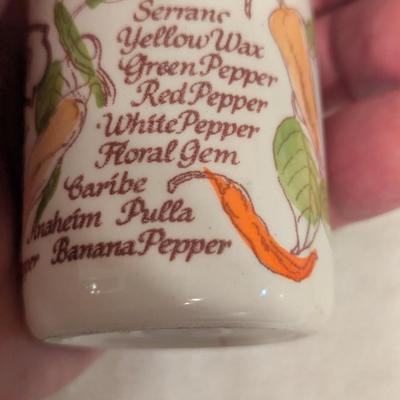 Serrano
Yellow Wax
Green Pepper
Red Pepper
White Pepper
Floral Gem
Caribe
Anaheim Pulla
Banana Pepper